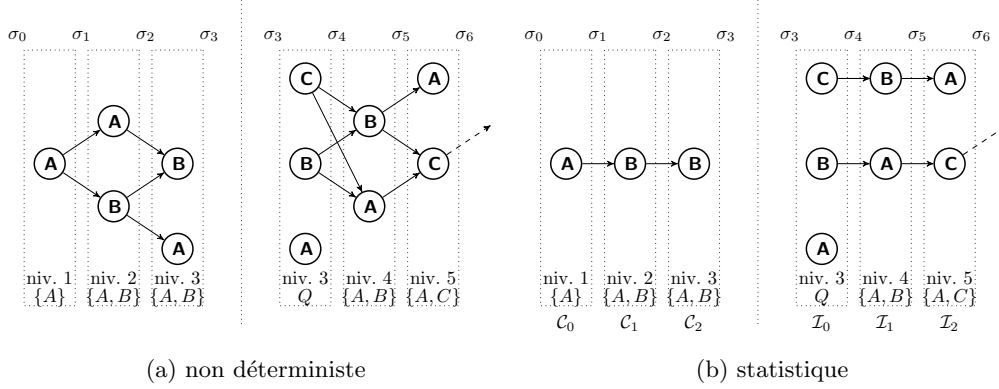 σ0 σ1 σ2 σ3 σ3 σ4 σ5 σ6 σ0 σ1 σ2 σ3 σ3 σ4 σ5 σ6
C A C B A
A B B
A B C A B B B A C
B A
A A A
niv. 1 niv. 2 niv. 3 niv. 3 niv. 4 niv. 5 niv. 1 niv. 2 niv. 3 niv. 3 niv. 4 niv. 5
{A} {A, B} {A, B} Q {A, B} {A, C} {A} {A, B} {A, B} Q {A, B} {A, C}
C0 C1 C2 I0 I1 I2
(a) non déterministe (b) statistique